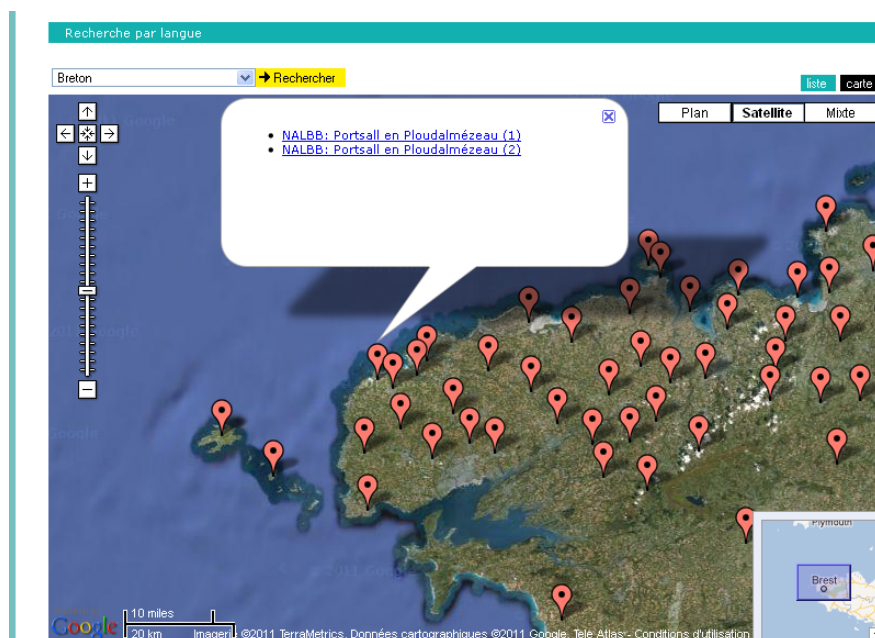 Recherche par langue
Breton
Rechercher
liste carte
Plan Satellite Mixte
NALBB: Portsall en Ploudalmézeau (1)
NALBB: Portsall en Ploudalmézeau (2)
Plymouth
Brest
10 miles
20 km
Google
Imagerie ©2011 TerraMetrics, Données cartographiques ©2011 Google, Tele Atlas - Conditions d'utilisation